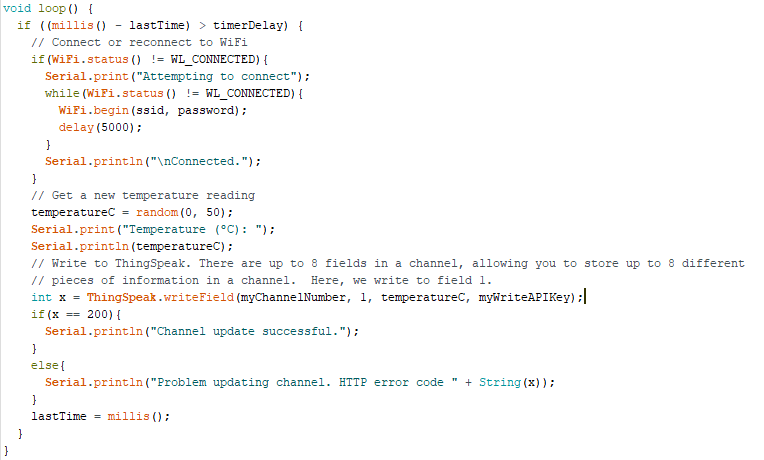 void loop() {
  if ((millis() - lastTime) > timerDelay) {
    // Connect or reconnect to WiFi
    if(WiFi.status() != WL_CONNECTED){
      Serial.print("Attempting to connect");
      while(WiFi.status() != WL_CONNECTED){
        WiFi.begin(ssid, password);
        delay(5000);
      }
      Serial.println("\nConnected.");
    }
    // Get a new temperature reading
    temperatureC = random(0, 50);
    Serial.print("Temperature (ºC): ");
    Serial.println(temperatureC);
    // Write to ThingSpeak. There are up to 8 fields in a channel, allowing you to store up to 8 different
    // pieces of information in a channel.  Here, we write to field 1.
    int x = ThingSpeak.writeField(myChannelNumber, 1, temperatureC, myWriteAPIKey);
    if(x == 200){
      Serial.println("Channel update successful.");
    }
    else{
      Serial.println("Problem updating channel. HTTP error code " + String(x));
    }
    lastTime = millis();
  }
}